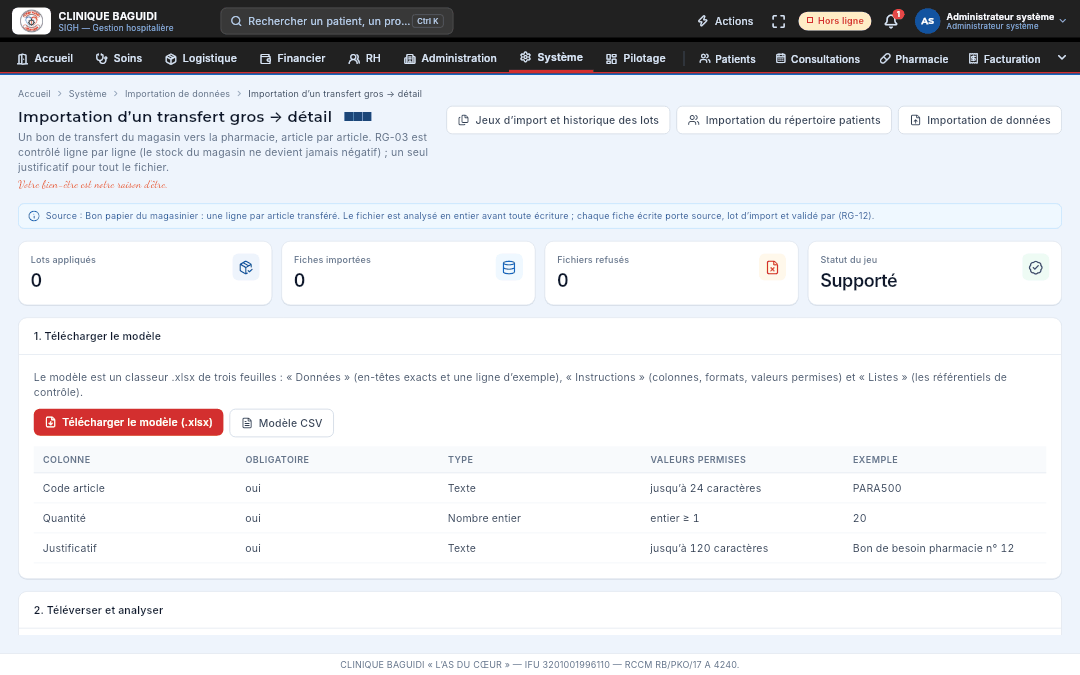 CLINIQUE BAGUIDI
SIGH — Gestion hospitalière
Rechercher un patient, un pro... Ctrl K
Actions
Hors ligne
1
AS
Administrateur système
Administrateur système
Accueil Soins Logistique Financier RH Administration Système Pilotage Patients Consultations Pharmacie Facturation
Accueil > Système > Importation de données > Importation d'un transfert gros → détail
Importation d'un transfert gros → détail
Un bon de transfert du magasin vers la pharmacie, article par article. RG-03 est
contrôlé ligne par ligne (le stock du magasin ne devient jamais négatif) ; un seul
justificatif pour tout le fichier.
Votre bien-être est notre raison d'être.
Jeux d'import et historique des lots
Importation du répertoire patients
Importation de données
Source : Bon papier du magasinier : une ligne par article transféré. Le fichier est analysé en entier avant toute écriture ; chaque fiche écrite porte source, lot d'import et validé par (RG-12).
Lots appliqués
0
Fiches importées
0
Fichiers refusés
0
Statut du jeu
Supporté
1. Télécharger le modèle
Le modèle est un classeur .xlsx de trois feuilles : « Données » (en-têtes exacts et une ligne d'exemple), « Instructions » (colonnes, formats, valeurs permises) et « Listes » (les référentiels de
contrôle).
Télécharger le modèle (.xlsx)
Modèle CSV
COLONNE OBLIGATOIRE TYPE VALEURS PERMISES EXEMPLE
Code article oui Texte jusqu'à 24 caractères PARA500
Quantité oui Nombre entier entier ≥ 1 20
Justificatif oui Texte jusqu'à 120 caractères Bon de besoin pharmacie n° 12
2. Téléverser et analyser
CLINIQUE BAGUIDI « L'AS DU CŒUR » — IFU 3201001996110 — RCCM RB/PKO/17 A 4240.